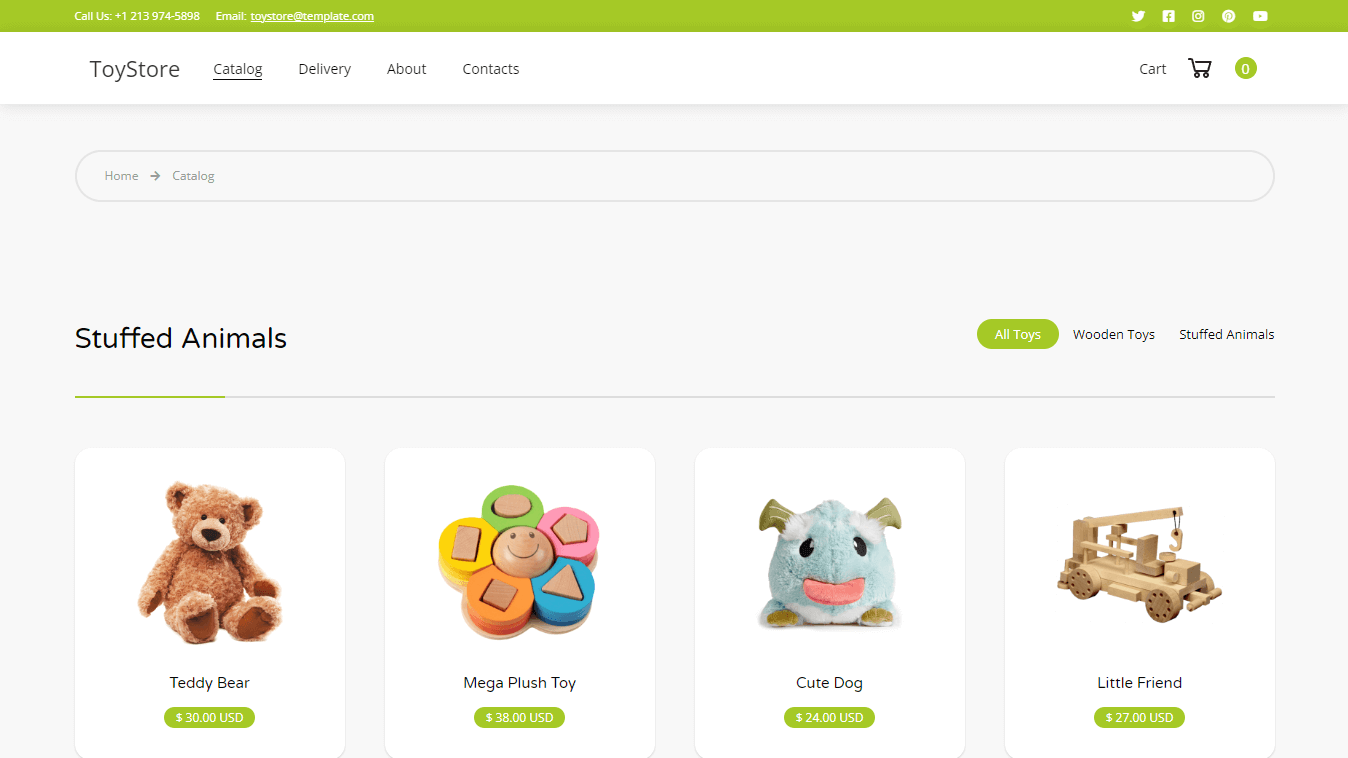 Call Us: +1 213 974-5898 Email: toystore@template.com
ToyStore Catalog Delivery About Contacts Cart 0
Home Catalog
Stuffed Animals All Toys Wooden Toys Stuffed Animals
Teddy Bear Mega Plush Toy Cute Dog Little Friend
$ 30.00 USD $ 38.00 USD $ 24.00 USD $ 27.00 USD